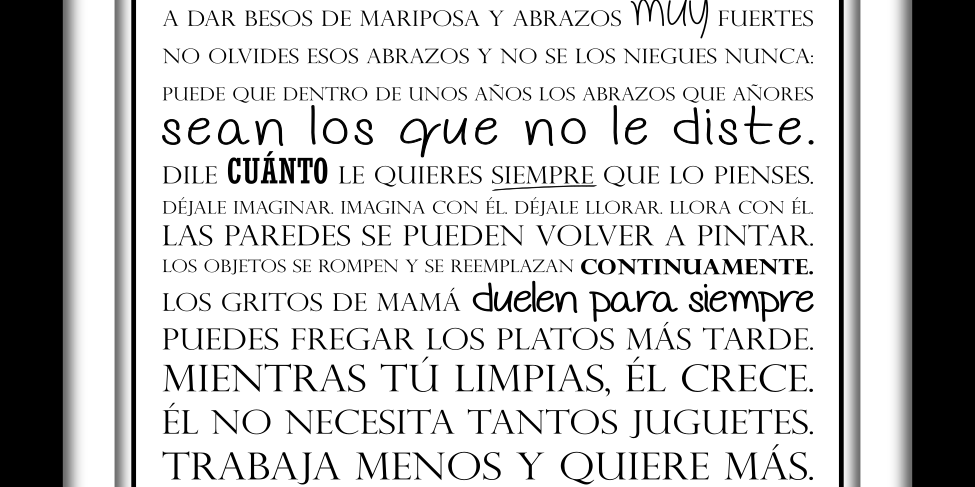 A DAR BESOS DE MARIPOSA Y ABRAZOS muy FUERTES
NO OLVIDES ESOS ABRAZOS Y NO SE LOS NIEGUES NUNCA:
PUEDE QUE DENTRO DE UNOS AÑOS LOS ABRAZOS QUE AÑORES
sean los que no le diste.
DILE CUÁNTO LE QUIERES SIEMPRE QUE LO PIENSES.
DÉJALE IMAGINAR. IMAGINA CON ÉL. DÉJALE LLORAR. LLORA CON ÉL.
LAS PAREDES SE PUEDEN VOLVER A PINTAR.
LOS OBJETOS SE ROMPEN Y SE REEMPLAZAN CONTINUAMENTE.
LOS GRITOS DE MAMÁ duelen para siempre
PUEDES FREGAR LOS PLATOS MÁS TARDE.
MIENTRAS TÚ LIMPIAS, ÉL CRECE.
ÉL NO NECESITA TANTOS JUGUETES.
TRABAJA MENOS Y QUIERE MÁS.